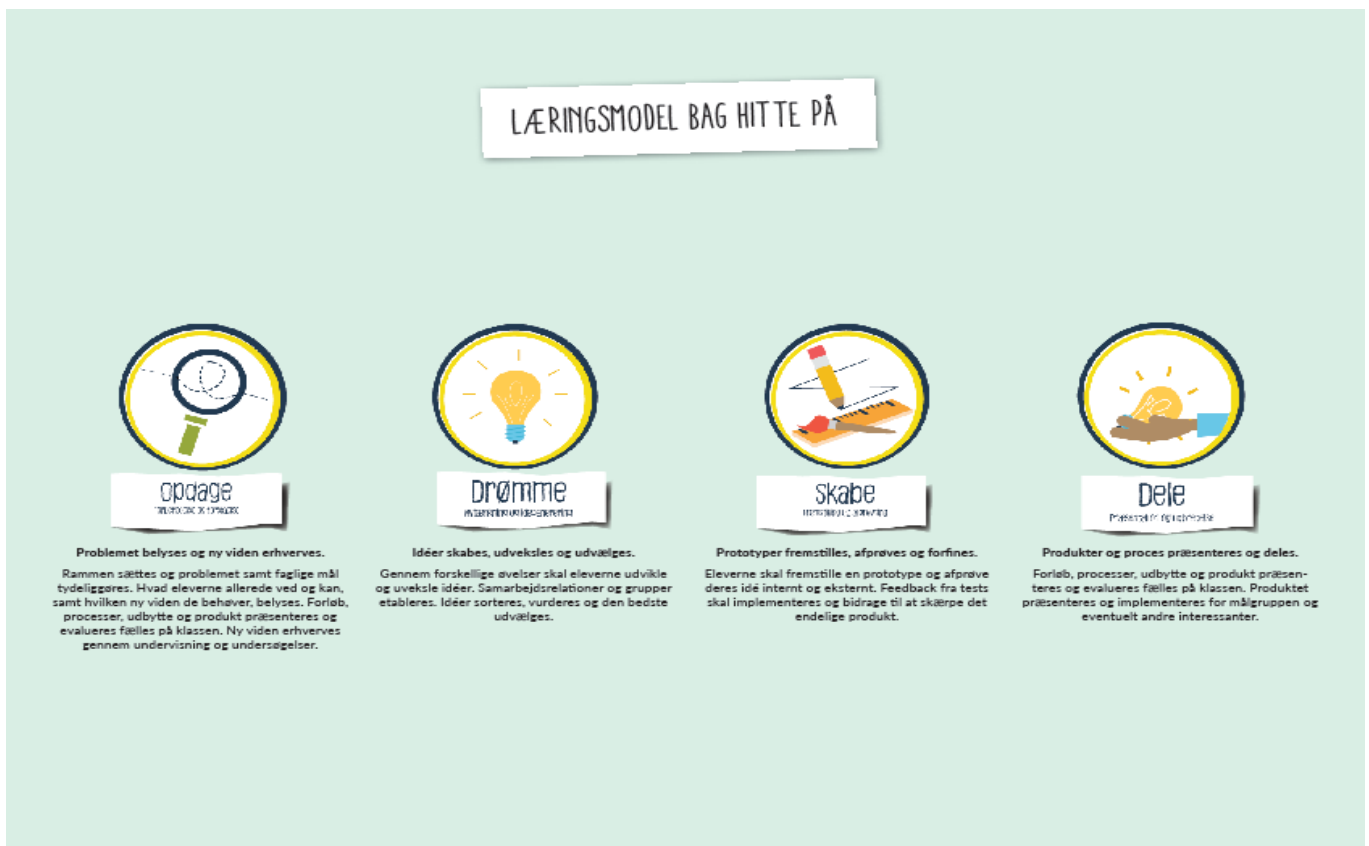 LÆRINGSMODEL BAG HITTE PÅ
Opdage
Problemet belyses og ny viden erhverves.
Rammen sættes og problemet samt faglige mål
tydeliggøres. Hvad eleverne allerede ved og kan,
samt hvilken ny viden de behøver, belyses. Forløb,
processer, udbytte og produkt præsenteres og
evalueres fælles på klassen. Ny viden erhverves
gennem undervisning og undersøgelser.
Drømme
Idéer skabes, udveksles og udvælges.
Gennem forskellige øvelser skal eleverne udvikle
og uveksle idéer. Samarbejdsrelationer og grupper
etableres. Idéer sorteres, vurderes og den bedste
udvælges.
Skabe
Prototyper fremstilles, afprøves og forfines.
Eleverne skal fremstille en prototype og afprøve
deres idé internt og eksternt. Feedback fra tests
skal implementeres og bidrage til at skærpe det
endelige produkt.
Dele
Produkter og proces præsenteres og deles.
Forløb, processer, udbytte og produkt præsen-
teres og evalueres fælles på klassen. Produktet
præsenteres og implementeres for målgruppen og
eventuelt andre interessanter.